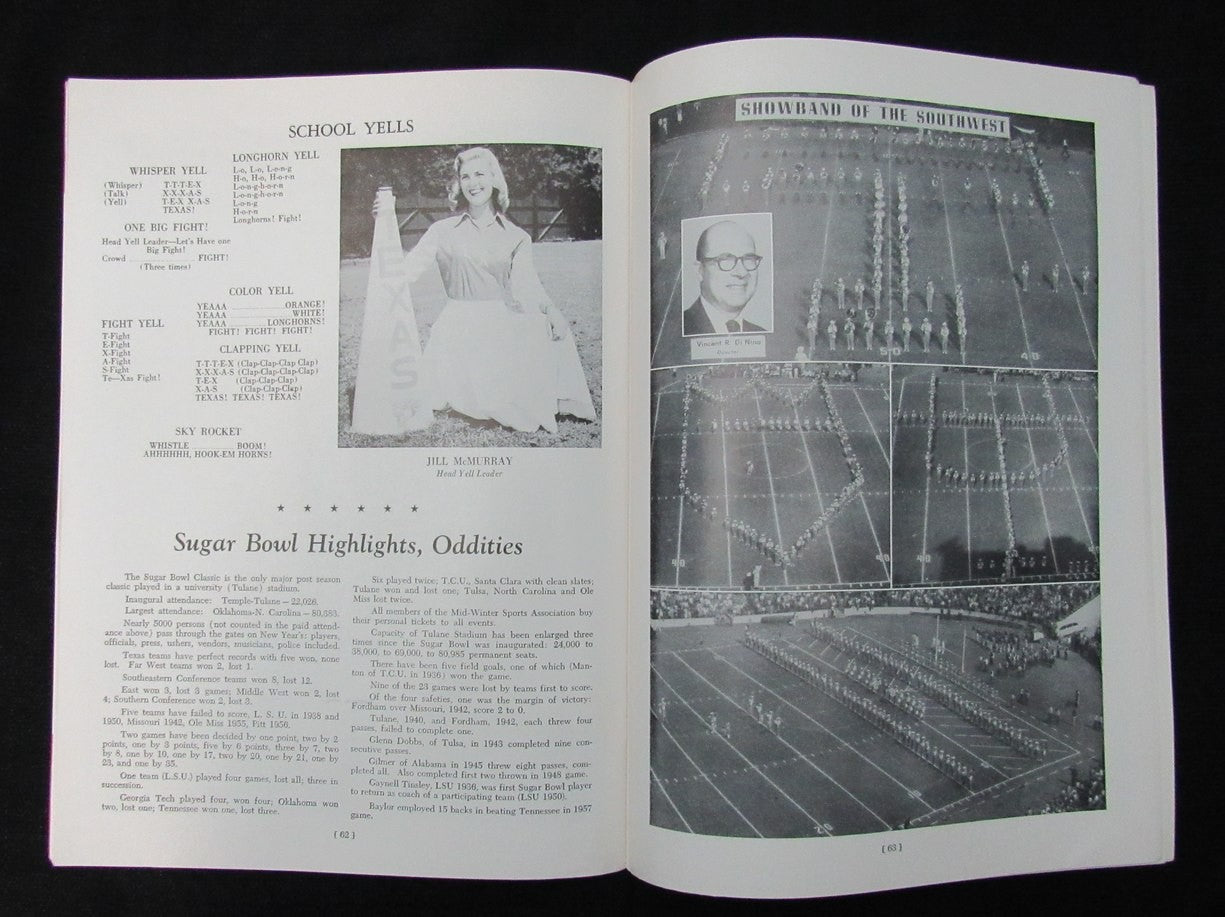 SCHOOL YELLS
WHISPER YELL
(Whisper) T-T-T-E-X
(Talk) X-X-X-A-S
(Yell) T-E-X X-A-S
TEXAS!
ONE BIG FIGHT!
Head Yell Leader—Let's Have one
Big Fight!
Crowd FIGHT!
(Three times)
LONGHORN YELL
L-o, L-o, L-o-n-g
H-o, H-o, H-o-r-n
L-o-n-g-h-o-r-n
L-o-n-g-h-o-r-n
L-o-n-g
H-o-r-n
Longhorns! Fight!
COLOR YELL
YEAAA ORANGE!
YEAAA WHITE!
YEAAA LONGHORNS!
FIGHT! FIGHT! FIGHT!
FIGHT YELL
T-Fight
E-Fight
X-Fight
A-Fight
S-Fight
Te—Xas Fight!
CLAPPING YELL
T-T-T-E-X (Clap-Clap-Clap Clap)
X-X-X-A-S (Clap-Clap-Clap-Clap)
T-E-X (Clap-Clap-Clap)
X-A-S (Clap-Clap-Clap)
TEXAS! TEXAS! TEXAS!
SKY ROCKET
WHISTLE BOOM!
AHHHHHH, HOOK-EM HORNS!
EXAS
JILL McMURRAY
Head Yell Leader
★ ★ ★ ★ ★ ★
Sugar Bowl Highlights, Oddities
The Sugar Bowl Classic is the only major post season
classic played in a university (Tulane) stadium.
Inaugural attendance: Temple-Tulane — 22,026.
Largest attendance: Oklahoma-N. Carolina — 80,383.
Nearly 5000 persons (not counted in the paid attend-
ance above) pass through the gates on New Year's: players,
officials, press, ushers, vendors, musicians, police included.
Texas teams have perfect records with five won, none
lost. Far West teams won 2, lost 1.
Southeastern Conference teams won 8, lost 12.
East won 3, lost 3 games; Middle West won 2, lost
4; Southern Conference won 2, lost 3.
Five teams have failed to score, L. S. U. in 1938 and
1950, Missouri 1942, Ole Miss 1955, Pitt 1956.
Two games have been decided by one point, two by 2
points, one by 3 points, five by 6 points, three by 7, two
by 8, one by 10, one by 17, two by 20, one by 21, one by
23, and one by 35.
One team (L.S.U.) played four games, lost all; three in
succession.
Georgia Tech played four, won four; Oklahoma won
two, lost one; Tennessee won one, lost three.
Six played twice; T.C.U., Santa Clara with clean slates;
Tulane won and lost one; Tulsa, North Carolina and Ole
Miss lost twice.
All members of the Mid-Winter Sports Association buy
their personal tickets to all events.
Capacity of Tulane Stadium has been enlarged three
times since the Sugar Bowl was inaugurated: 24,000 to
38,000, to 69,000, to 80,985 permanent seats.
There have been five field goals, one of which (Man-
ton of T.C.U. in 1936) won the game.
Nine of the 23 games were lost by teams first to score.
Of the four safeties, one was the margin of victory:
Fordham over Missouri, 1942, score 2 to 0.
Tulane, 1940, and Fordham, 1942, each threw four
passes, failed to complete one.
Glenn Dobbs, of Tulsa, in 1943 completed nine con-
secutive passes.
Gilmer of Alabama in 1945 threw eight passes, com-
pleted all. Also completed first two thrown in 1948 game.
Gaynell Tinsley, LSU 1936, was first Sugar Bowl player
to return as coach of a participating team (LSU 1950).
Baylor employed 15 backs in beating Tennessee in 1957
game.
[ 62 ]
SHOWBAND OF THE SOUTHWEST
Vincent R. Di Nino
Director
50
40
40
40
40
20
[ 63 ]